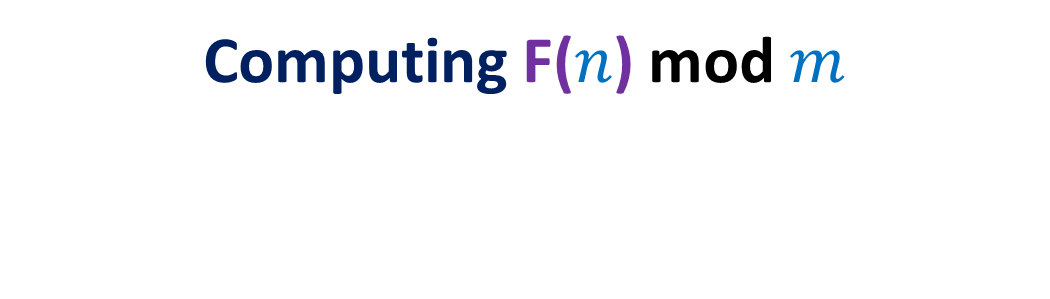 Computing F(𝑛) mod 𝑚